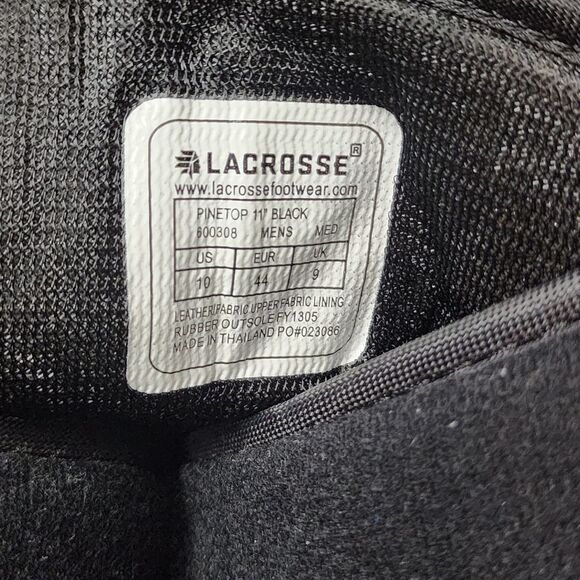 LACROSSE®
www.lacrossefootwear.com
PINETOP 11" BLACK
600308 MENS MED
US EUR UK
10 44 9
LEATHER/FABRIC UPPER FABRIC LINING
RUBBER OUTSOLE FY1305
MADE IN THAILAND PO#023086